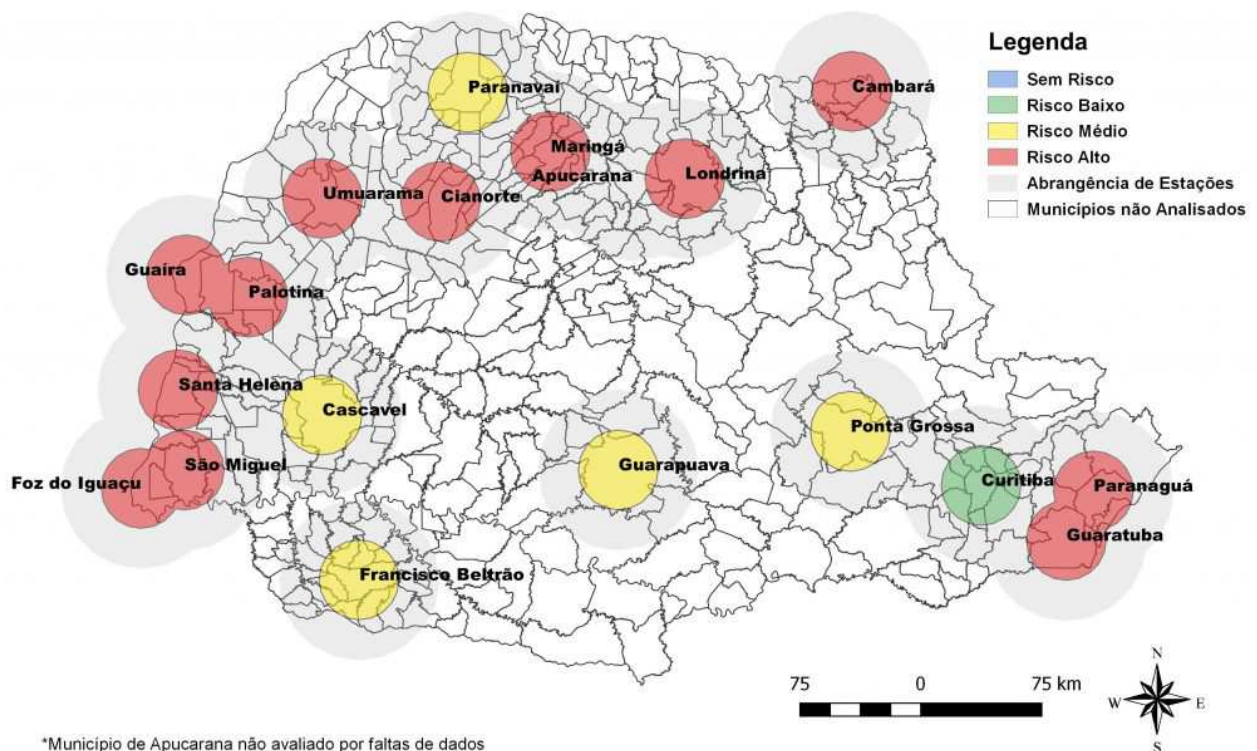 Legenda
Sem Risco
Risco Baixo
Risco Médio
Risco Alto
Abrangência de Estações
Municípios não Analisados
Paranavaí
Cambará
Maringá
Apucarana
Londrina
Umuarama
Cianorte
Guaíra
Palotina
Santa Helena
Cascavel
Ponta Grossa
São Miguel
Guarapuava
Foz do Iguaçu
Curitiba
Paranaguá
Guaratuba
Francisco Beltrão
75 0 75 km
N
W E
S
*Município de Apucarana não avaliado por faltas de dados